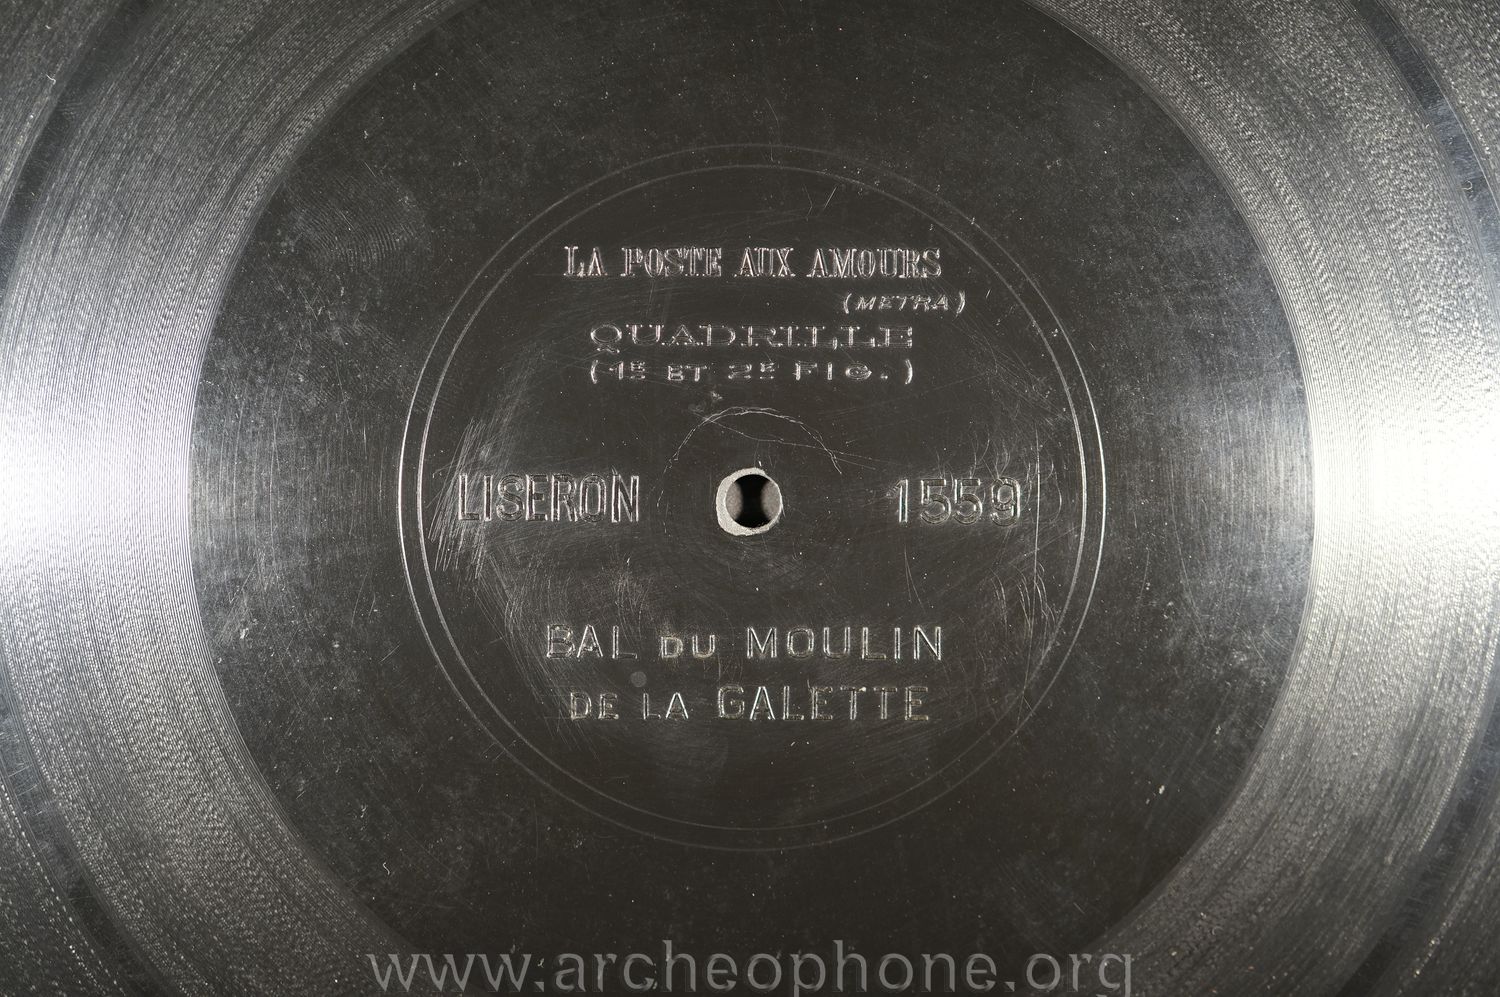 LA POSTE AUX AMOURS
(METRA)
QUADRILLE
(1E ET 2E FIG.)
LISERON 1559
BAL DU MOULIN
DE LA GALETTE
www.archeophone.org